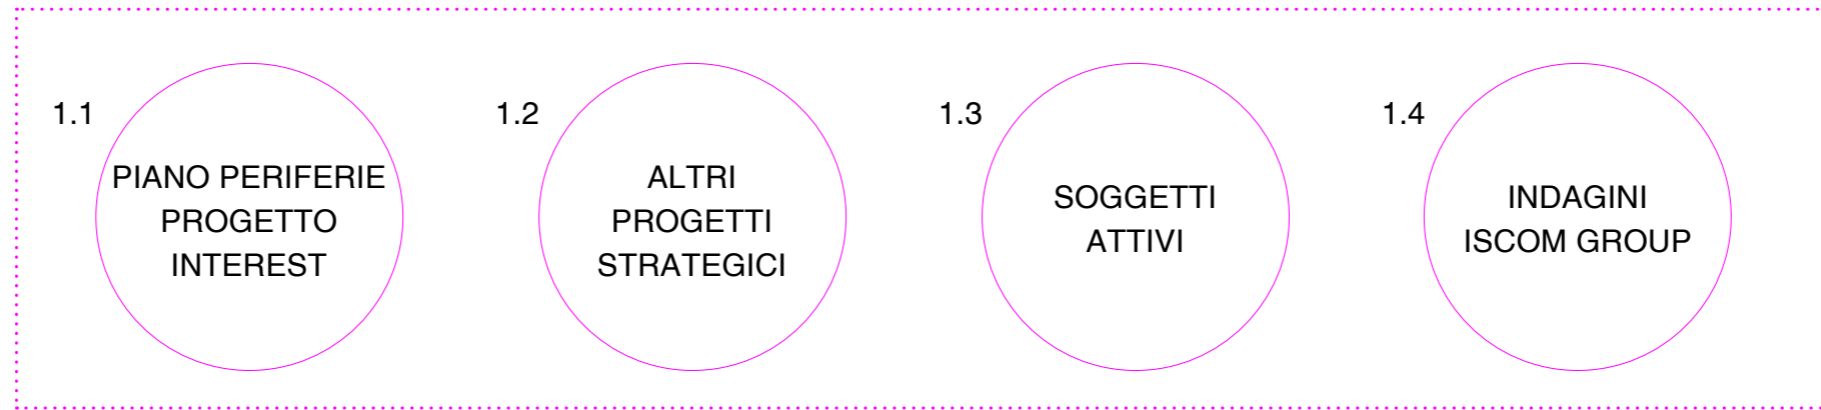 1.1
PIANO PERIFERIE
PROGETTO
INTEREST
1.2
ALTRI
PROGETTI
STRATEGICI
1.3
SOGGETTI
ATTIVI
1.4
INDAGINI
ISCOM GROUP